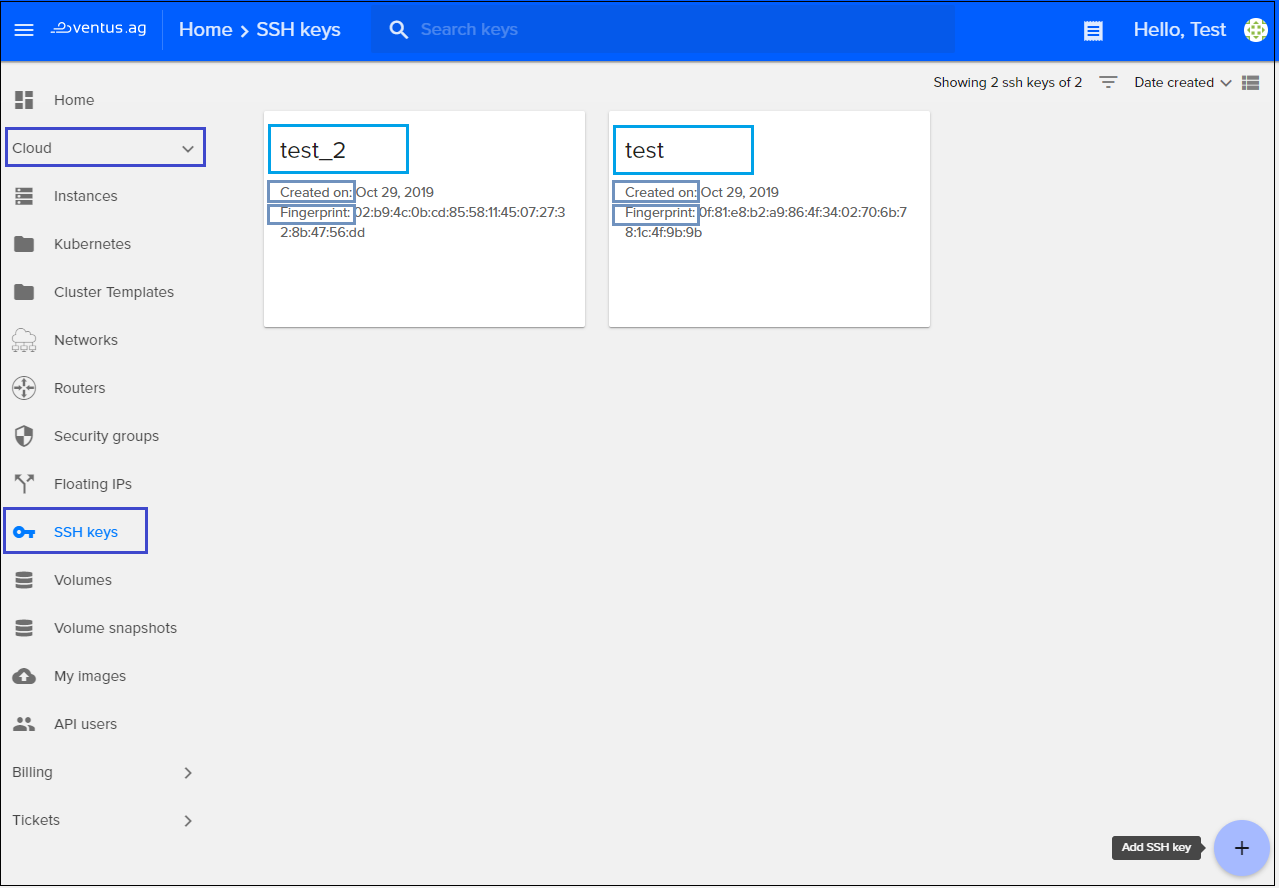 ventus.ag
Home > SSH keys
Search keys
Hello, Test
Showing 2 ssh keys of 2
Date created
Home
Cloud
Instances
Kubernetes
Cluster Templates
Networks
Routers
Security groups
Floating IPs
SSH keys
Volumes
Volume snapshots
My images
API users
Billing
Tickets
test_2
Created on: Oct 29, 2019
Fingerprint: 02:b9:4c:0b:cd:85:58:11:45:07:27:3
2:8b:47:56:dd
test
Created on: Oct 29, 2019
Fingerprint: 0f:81:e8:b2:a9:86:4f:34:02:70:6b:7
8:1c:4f:9b:9b
Add SSH key